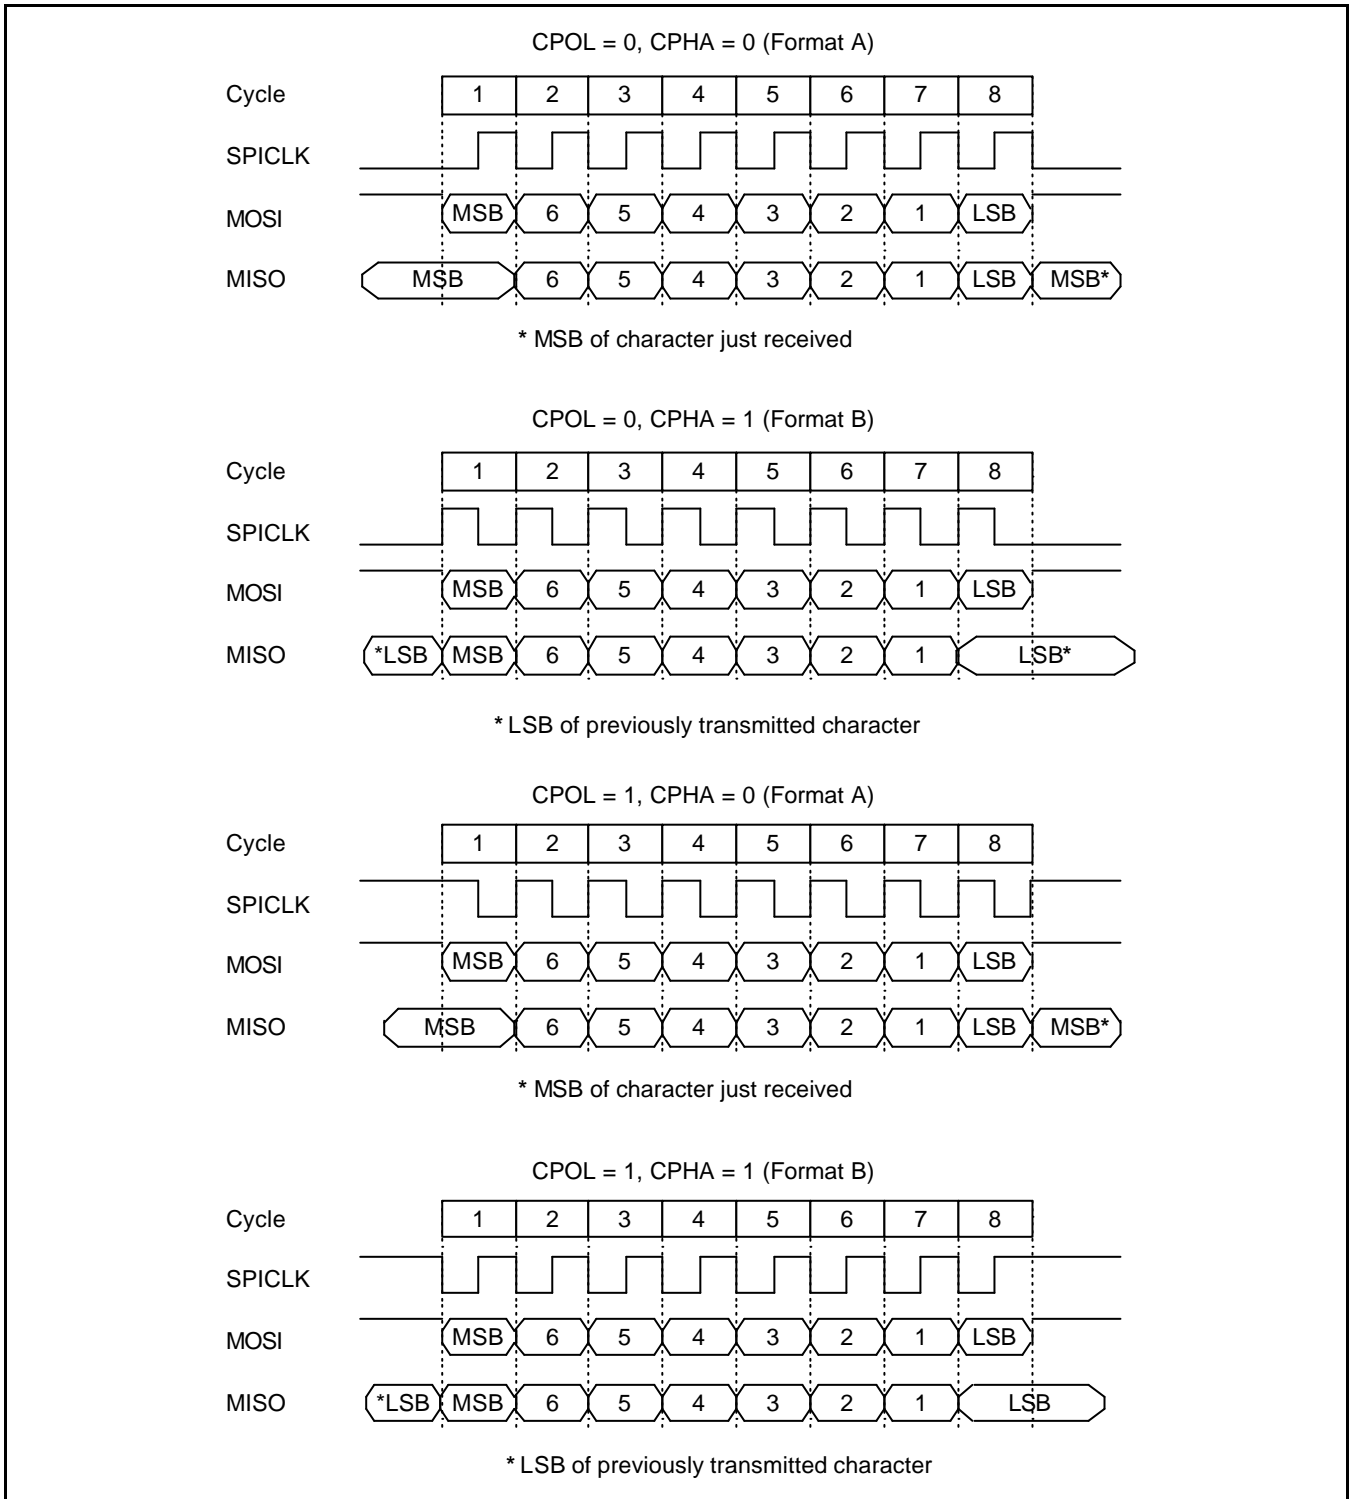 CPOL = 0, CPHA = 0 (Format A)
Cycle 1 2 3 4 5 6 7 8
SPICLK
MOSI MSB 6 5 4 3 2 1 LSB
MISO MSB 6 5 4 3 2 1 LSB MSB*
* MSB of character just received
CPOL = 0, CPHA = 1 (Format B)
Cycle 1 2 3 4 5 6 7 8
SPICLK
MOSI MSB 6 5 4 3 2 1 LSB
MISO *LSB MSB 6 5 4 3 2 1 LSB*
* LSB of previously transmitted character
CPOL = 1, CPHA = 0 (Format A)
Cycle 1 2 3 4 5 6 7 8
SPICLK
MOSI MSB 6 5 4 3 2 1 LSB
MISO MSB 6 5 4 3 2 1 LSB MSB*
* MSB of character just received
CPOL = 1, CPHA = 1 (Format B)
Cycle 1 2 3 4 5 6 7 8
SPICLK
MOSI MSB 6 5 4 3 2 1 LSB
MISO *LSB MSB 6 5 4 3 2 1 LSB
* LSB of previously transmitted character